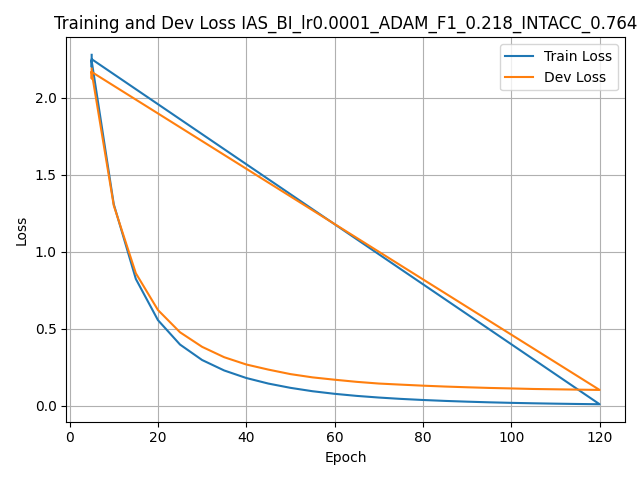 Training and Dev Loss IAS_BI_lr0.0001_ADAM_F1_0.218_INTACC_0.764
Train Loss
Dev Loss
2.0
1.5
1.0
0.5
0.0
Loss
0
20
40
60
80
100
120
Epoch